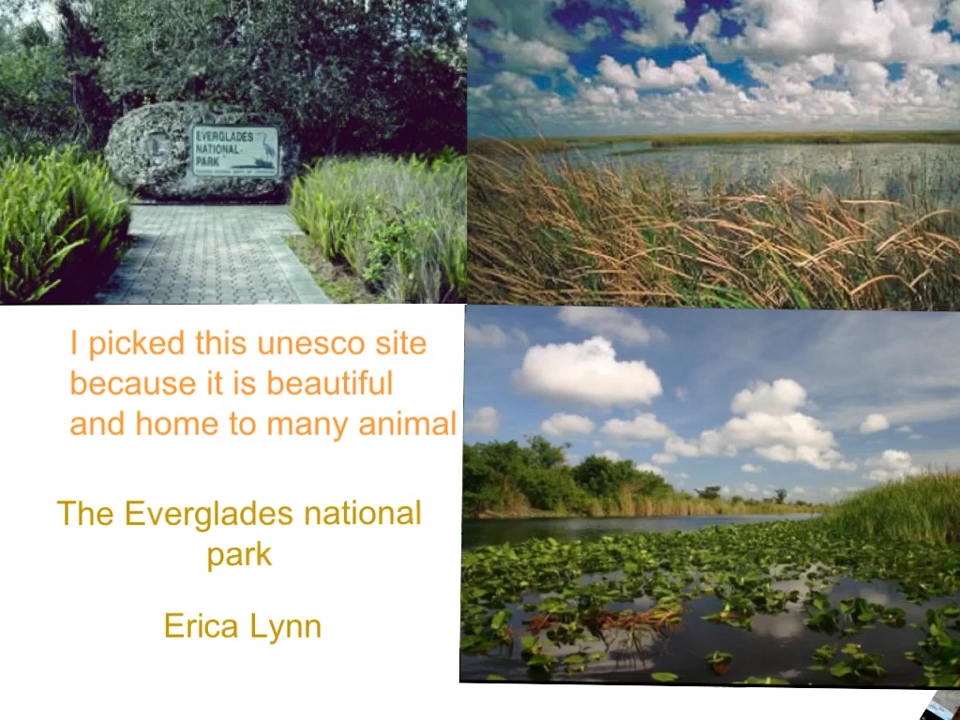 EVERGLADES
NATIONAL
PARK
I picked this unesco site
because it is beautiful
and home to many animal
The Everglades national
park
Erica Lynn